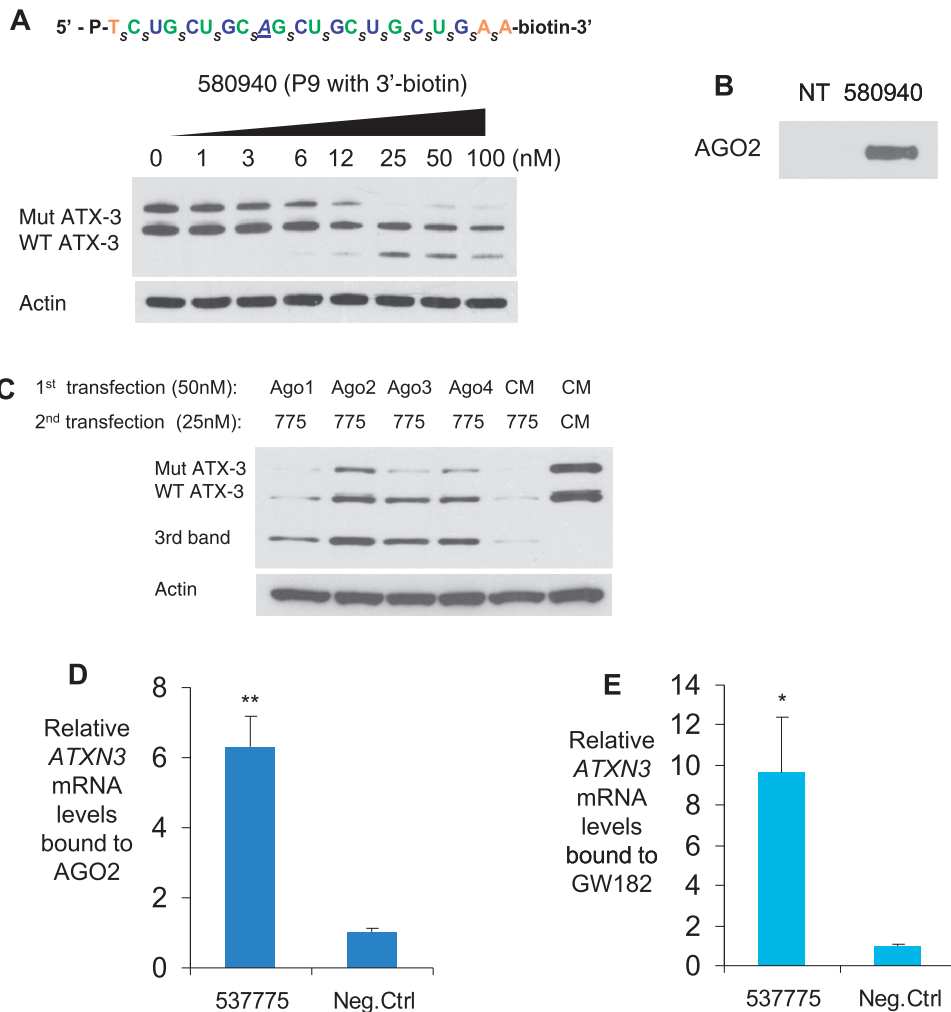 A
5' - P-TsCsUGsCUsGCsAGsCUsGCsUsGsCsUsGsAsA-biotin-3'
580940 (P9 with 3'-biotin)
0 1 3 6 12 25 50 100 (nM)
Mut ATX-3
WT ATX-3
Actin
B
NT 580940
AGO2
C
1st transfection (50nM): Ago1 Ago2 Ago3 Ago4 CM CM
2nd transfection (25nM): 775 775 775 775 775 CM
Mut ATX-3
WT ATX-3
3rd band
Actin
D
Relative
ATXN3
mRNA
levels
bound to
AGO2
8
6
4
2
0
**
537775 Neg.Ctrl
E
Relative
ATXN3
mRNA
levels
bound to
GW182
14
12
10
8
6
4
2
0
*
537775 Neg.Ctrl